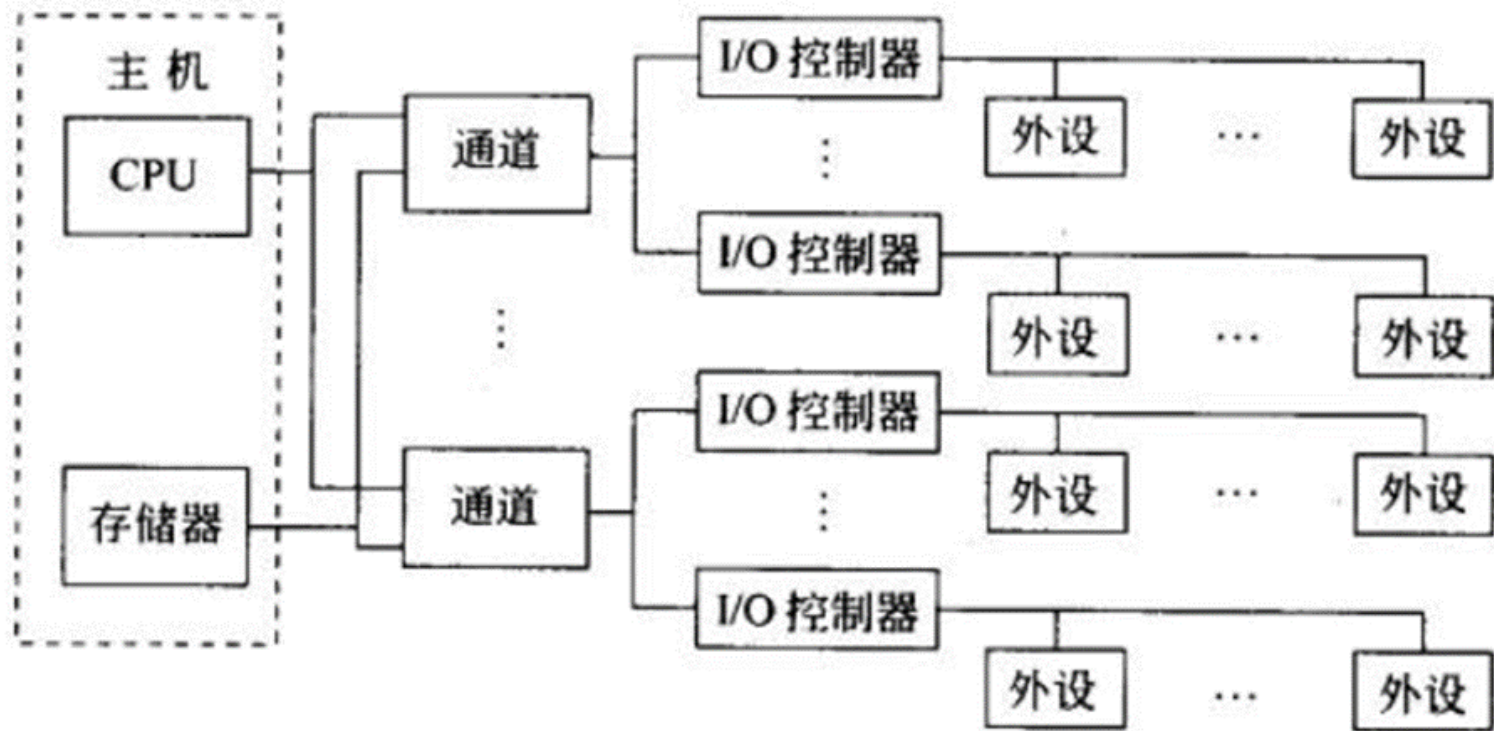 主机
CPU
存储器
通道
⋮
通道
I/O 控制器
⋮
I/O 控制器
I/O 控制器
⋮
I/O 控制器
外设 … 外设
外设 … 外设
外设 … 外设
外设 … 外设